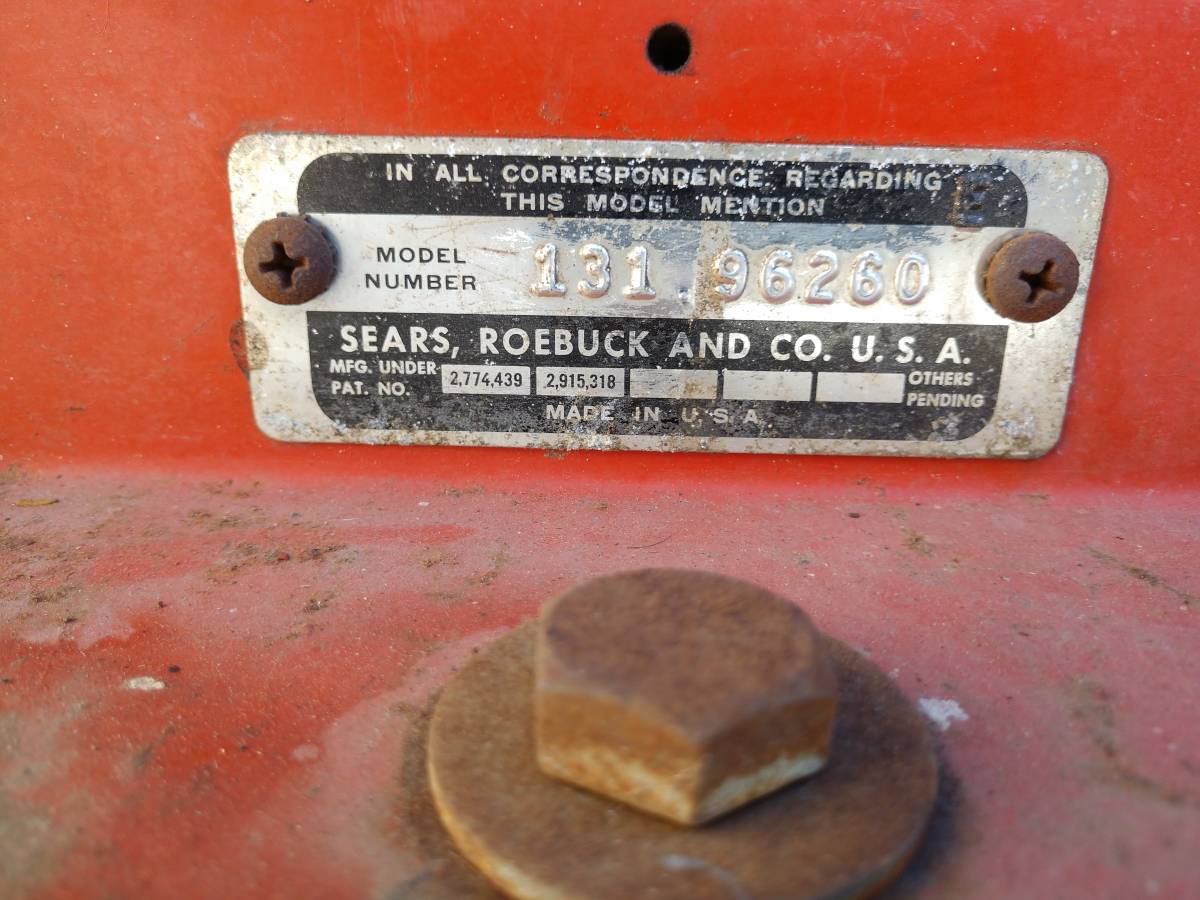 IN ALL CORRESPONDENCE REGARDING
THIS MODEL MENTION
E
MODEL
NUMBER
131.96260
SEARS, ROEBUCK AND CO. U. S. A.
MFG. UNDER
PAT. NO.
2,774,439
2,915,318
OTHERS
PENDING
MADE IN U.S.A.